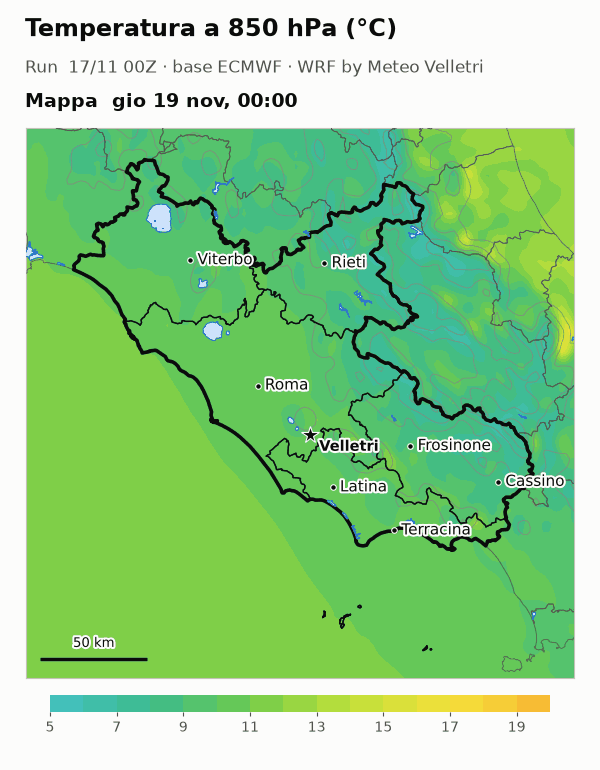 Temperatura a 850 hPa (°C)
Run  17/11 00Z · base ECMWF · WRF by Meteo Velletri
Mappa  gio 19 nov, 00:00
Viterbo
Rieti
Roma
Velletri
Frosinone
Latina
Cassino
Terracina
50 km
5 7 9 11 13 15 17 19